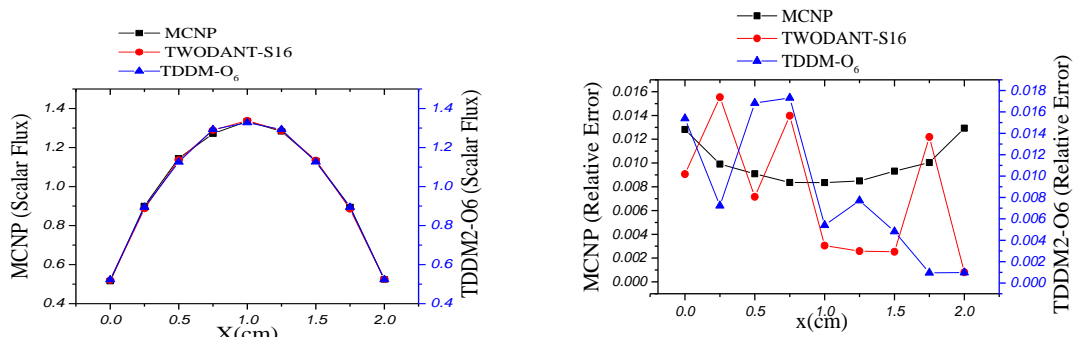 MCNP
TWODANT-S16
TDDM-O6
MCNP (Scalar Flux)
1.4
1.2
1.0
0.8
0.6
0.4
TDDM2-O6 (Scalar Flux)
1.4
1.2
1.0
0.8
0.6
0.4
0.0 0.5 1.0 1.5 2.0
X(cm)
MCNP
TWODANT-S16
TDDM-O6
MCNP (Relative Error)
0.016
0.014
0.012
0.010
0.008
0.006
0.004
0.002
0.000
TDDM2-O6 (Relative Error)
0.018
0.016
0.014
0.012
0.010
0.008
0.006
0.004
0.002
0.000
0.0 0.5 1.0 1.5 2.0
x(cm)